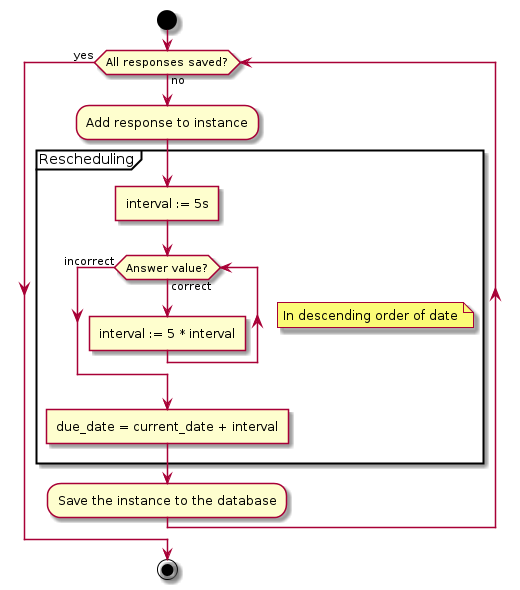 yes
All responses saved?
no
Add response to instance
Rescheduling
interval := 5s
incorrect
Answer value?
correct
In descending order of date
interval := 5 * interval
due_date = current_date + interval
Save the instance to the database